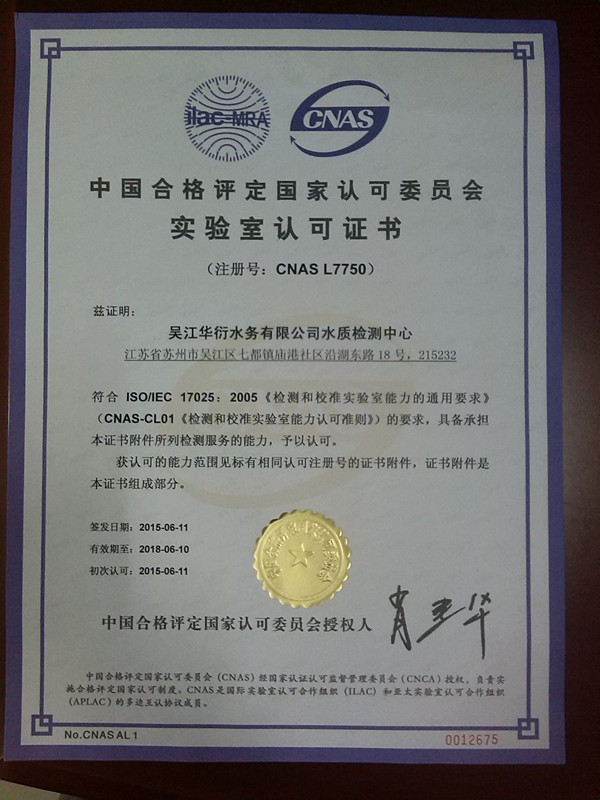 ilac-MRA
CNAS
中国合格评定国家认可委员会
实验室认可证书
（注册号：CNAS L7750）
兹证明：
吴江华衍水务有限公司水质检测中心
江苏省苏州市吴江区七都镇庙港社区沿湖东路 18 号，215232
符合 ISO/IEC 17025：2005《检测和校准实验室能力的通用要求》
（CNAS-CL01《检测和校准实验室能力认可准则》）的要求，具备承担
本证书附件所列检测服务的能力，予以认可。
获认可的能力范围见标有相同认可注册号的证书附件，证书附件是
本证书组成部分。
签发日期：2015-06-11
有效期至：2018-06-10
初次认可：2015-06-11
中国合格评定国家认可委员会授权人
中国合格评定国家认可委员会（CNAS）经国家认证认可监督管理委员会（CNCA）授权，负责实
施合格评定国家认可制度。CNAS是国际实验室认可合作组织（ILAC）和亚太实验室认可合作组织
（APLAC）的多边互认协议成员。
No.CNAS AL 1
0012675